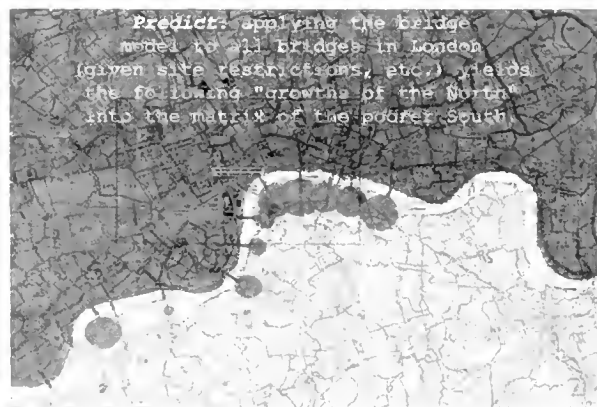 Predict: applying the bridge
model to all bridges in London
(given site restrictions, etc.) yields
the following "growths of the North"
into the matrix of the poorer South.